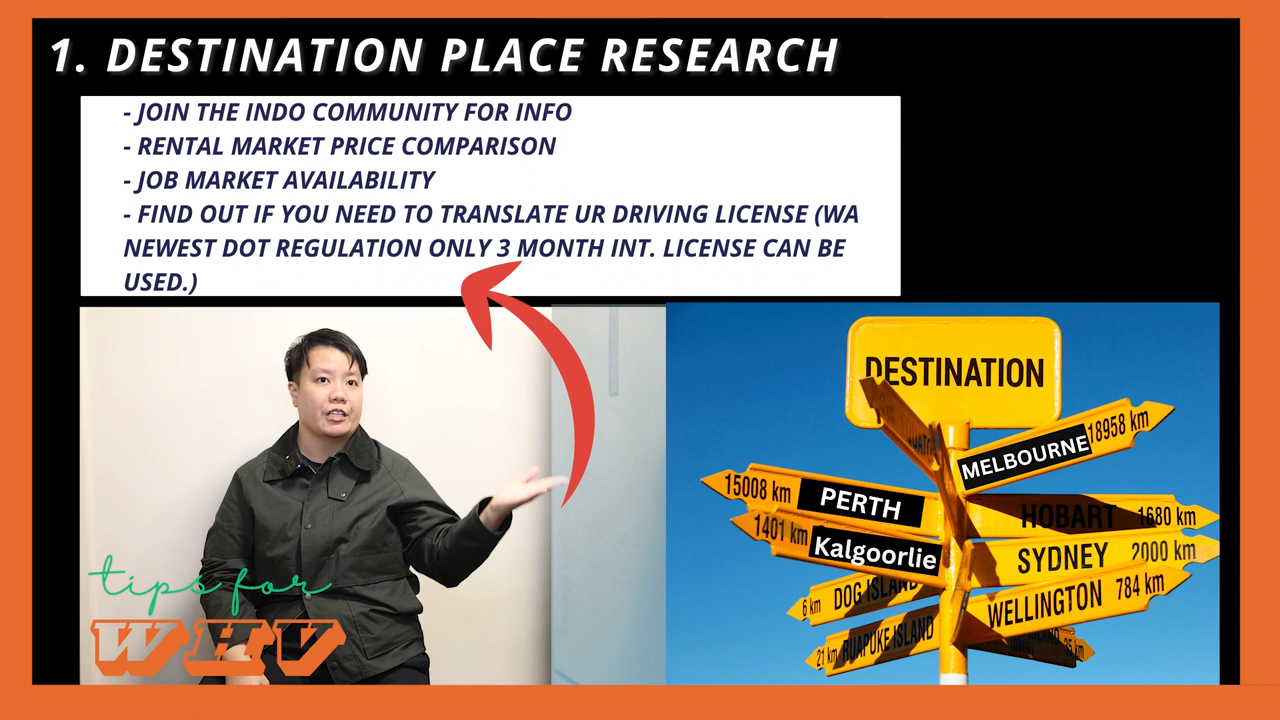 1. DESTINATION PLACE RESEARCH
- JOIN THE INDO COMMUNITY FOR INFO
- RENTAL MARKET PRICE COMPARISON
- JOB MARKET AVAILABILITY
- FIND OUT IF YOU NEED TO TRANSLATE UR DRIVING LICENSE (WA
NEWEST DOT REGULATION ONLY 3 MONTH INT. LICENSE CAN BE
USED.)
tips for
WHV
DESTINATION
MELBOURNE 18958 km
15008 km PERTH
HOBART 1680 km
1401 km Kalgoorlie
SYDNEY 2000 km
6 km DOG ISLAND
WELLINGTON 784 km
21 km RUAPUKE ISLAND